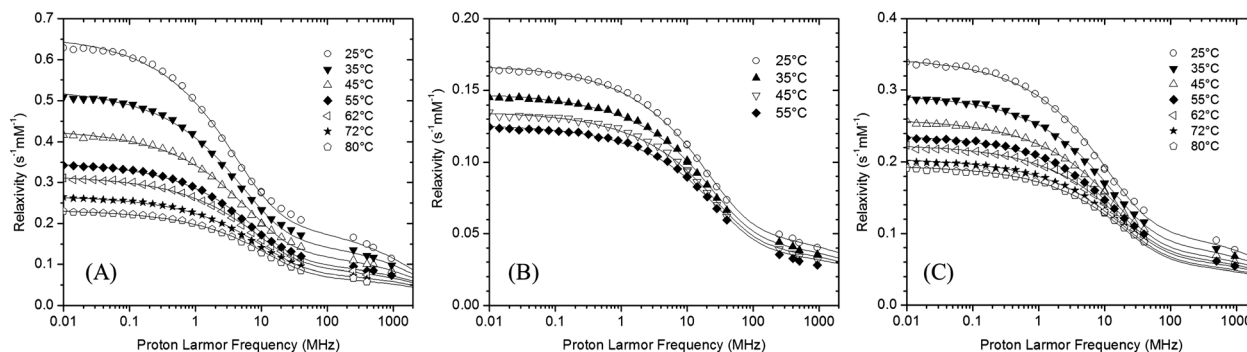 0.7
0.6
0.5
0.4
0.3
0.2
0.1
0.0
Relaxivity (s⁻¹mM⁻¹)
25°C
35°C
45°C
55°C
62°C
72°C
80°C
(A)
0.01 0.1 1 10 100 1000
Proton Larmor Frequency (MHz)
0.20
0.15
0.10
0.05
0.00
Relaxivity (s⁻¹mM⁻¹)
25°C
35°C
45°C
55°C
(B)
0.01 0.1 1 10 100 1000
Proton Larmor Frequency (MHz)
0.4
0.3
0.2
0.1
0.0
Relaxivity (s⁻¹mM⁻¹)
25°C
35°C
45°C
55°C
62°C
72°C
80°C
(C)
0.01 0.1 1 10 100 1000
Proton Larmor Frequency (MHz)